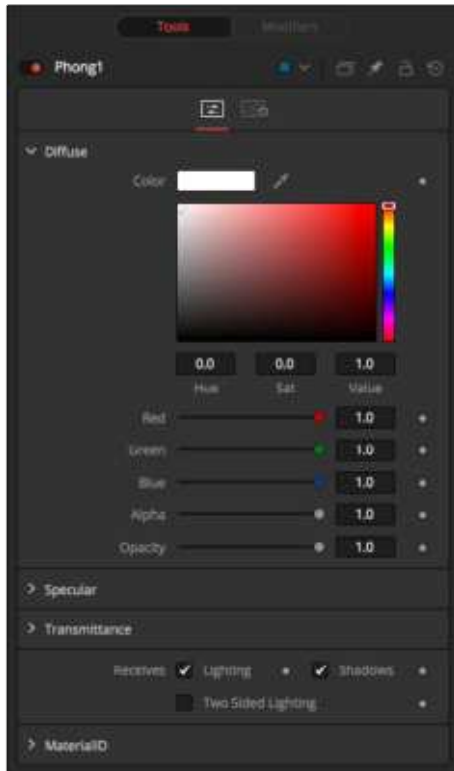 Tools Modifiers
Phong1
Diffuse
Color
0.0 0.0 1.0
Hue Sat Value
Red 1.0
Green 1.0
Blue 1.0
Alpha 1.0
Opacity 1.0
Specular
Transmittance
Receives Lighting Shadows
Two Sided Lighting
MaterialID